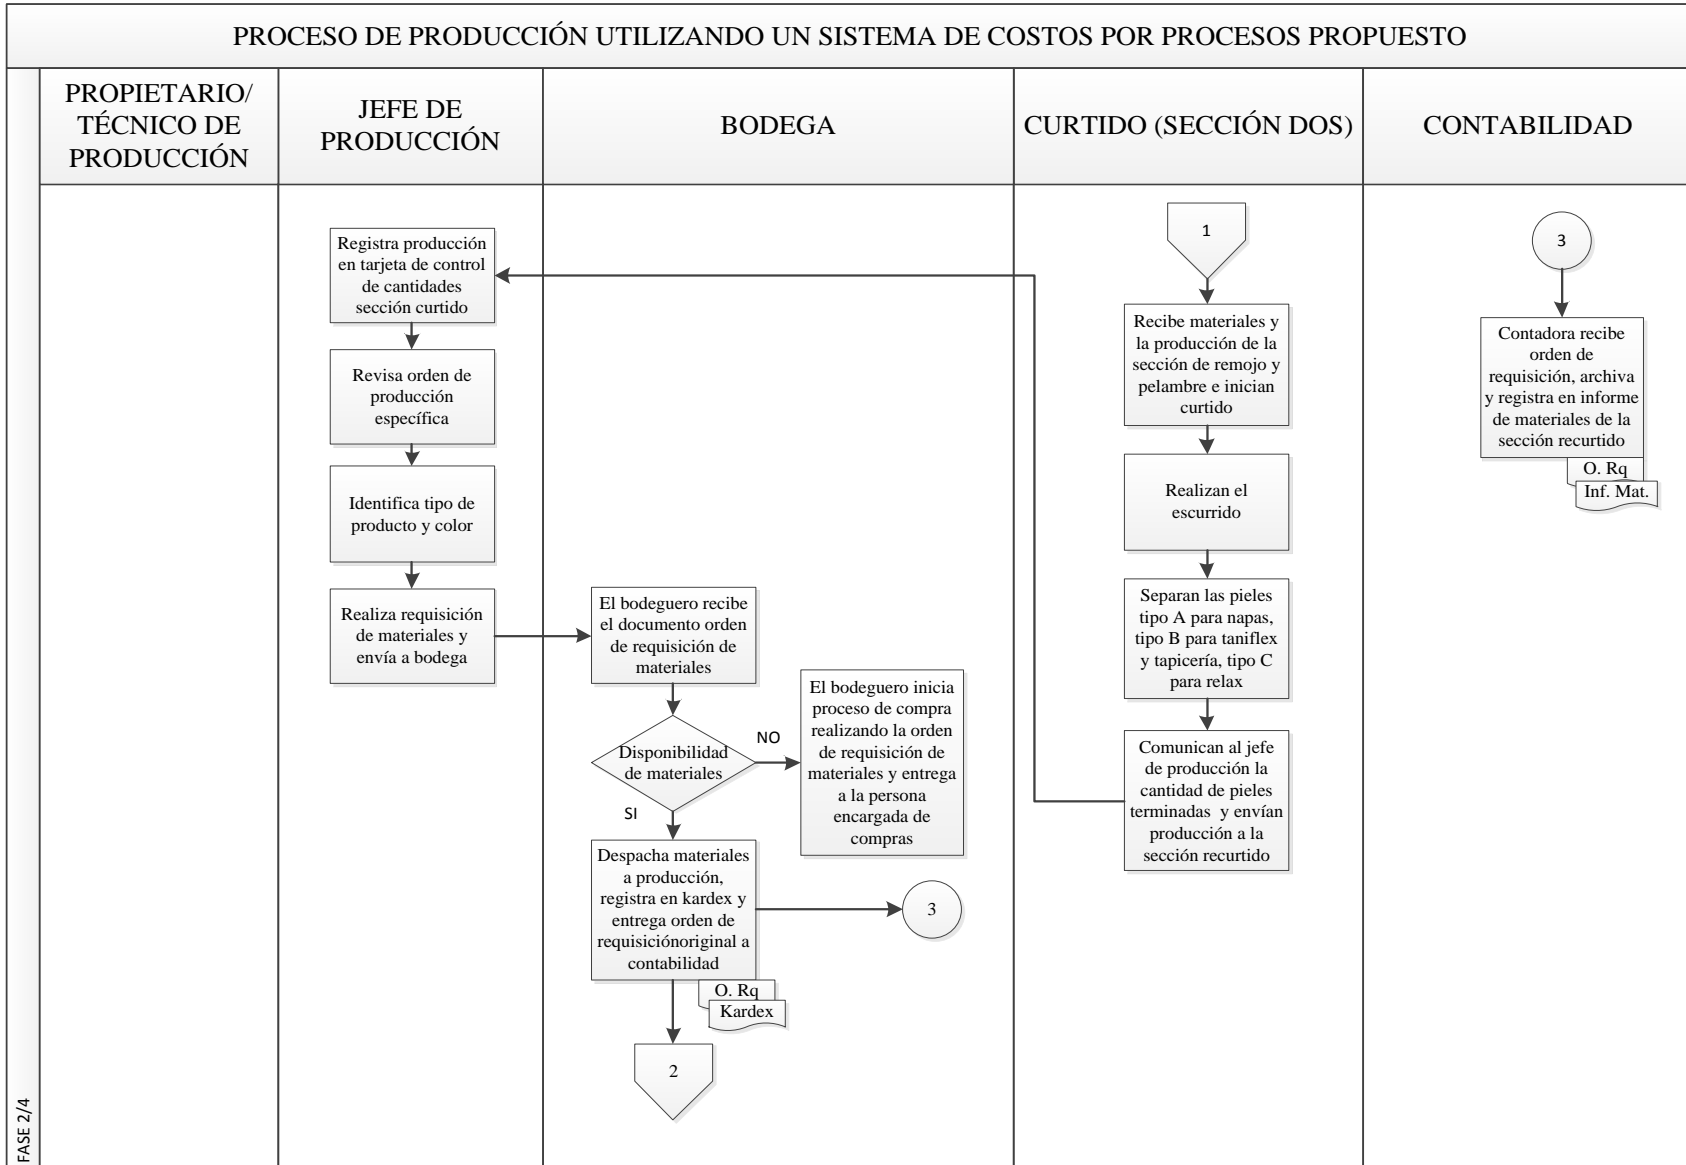 PROCESO DE PRODUCCIÓN UTILIZANDO UN SISTEMA DE COSTOS POR PROCESOS PROPUESTO
PROPIETARIO/
TÉCNICO DE
PRODUCCIÓN
JEFE DE
PRODUCCIÓN
BODEGA
CURTIDO (SECCIÓN DOS)
CONTABILIDAD
Registra producción
en tarjeta de control
de cantidades
sección curtido
Revisa orden de
producción
específica
Identifica tipo de
producto y color
Realiza requisición
de materiales y
envía a bodega
El bodeguero recibe
el documento orden
de requisición de
materiales
Disponibilidad
de materiales
NO
SI
El bodeguero inicia
proceso de compra
realizando la orden
de requisición de
materiales y entrega
a la persona
encargada de
compras
Despacha materiales
a producción,
registra en kardex y
entrega orden de
requisiciónoriginal a
contabilidad
O. Rq
Kardex
3
2
1
Recibe materiales y
la producción de la
sección de remojo y
pelambre e inician
curtido
Realizan el
escurrido
Separan las pieles
tipo A para napas,
tipo B para taniflex
y tapicería, tipo C
para relax
Comunican al jefe
de producción la
cantidad de pieles
terminadas  y envían
producción a la
sección recurtido
3
Contadora recibe
orden de
requisición, archiva
y registra en informe
de materiales de la
sección recurtido
O. Rq
Inf. Mat.
FASE 2/4